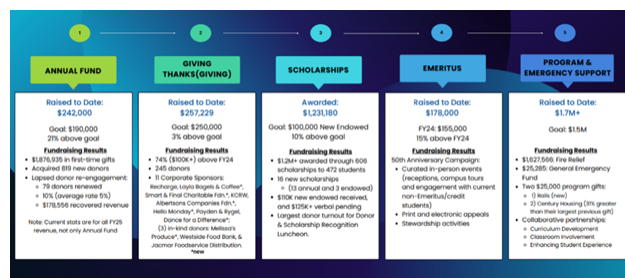 1
2
3
4
5
ANNUAL FUND
Raised to Date:
$242,000
Goal: $190,000
21% above goal
Fundraising Results
• $1,876,935 in first-time gifts
• Acquired 819 new donors
• Lapsed donor re-engagement:
○ 79 donors renewed
○ 10% (average rate 5%)
○ $178,556 recovered revenue
Note: Current stats are for all FY25
revenue, not only Annual Fund
GIVING
THANKS(GIVING)
Raised to Date:
$257,229
Goal: $250,000
3% above goal
Fundraising Results
• 74% ($100K+) above FY24
• 245 donors
• 11 Corporate Sponsors:
Recharge, Layla Bagels & Coffee*,
Smart & Final Charitable Fdn.*, KCRW,
Albertsons Companies Fdn.*,
Hello Monday*, Payden & Rygel,
Dance for a Difference*;
(3) in-kind donors: Melissa's
Produce*, Westside Food Bank, &
Jacmar Foodservice Distribution.
*new
SCHOLARSHIPS
Awarded:
$1,231,180
Goal: $100,000 New Endowed
10% above goal
Fundraising Results
• $1.2M+ awarded through 606
scholarships to 472 students
• 16 new scholarships
○ (13 annual and 3 endowed)
• $110K new endowed received,
and $125K+ verbal pending
• Largest donor turnout for Donor
& Scholarship Recognition
Luncheon.
EMERITUS
Raised to Date:
$178,000
FY24: $155,000
15% above FY24
Fundraising Results
50th Anniversary Campaign:
• Curated in-person events
(receptions, campus tours
and engagement with current
non-Emeritus/credit
students)
• Print and electronic appeals
• Stewardship activities
PROGRAM &
EMERGENCY SUPPORT
Raised to Date:
$1.7M+
Goal: $1.5M
Fundraising Results
• $1,627,566: Fire Relief
• $25,285: General Emergency
Fund
• Two $25,000 program gifts:
○ 1) Ralls (new)
○ 2) Century Housing (31% greater
than their largest previous gift)
• Collaborative partnerships:
○ Curriculum Development
○ Classroom Involvement
○ Enhancing Student Experience